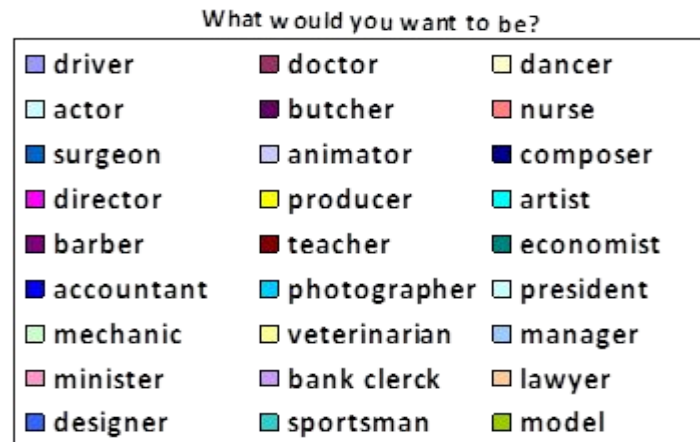 What would you want to be?
driver doctor dancer
actor butcher nurse
surgeon animator composer
director producer artist
barber teacher economist
accountant photographer president
mechanic veterinarian manager
minister bank clerck lawyer
designer sportsman model